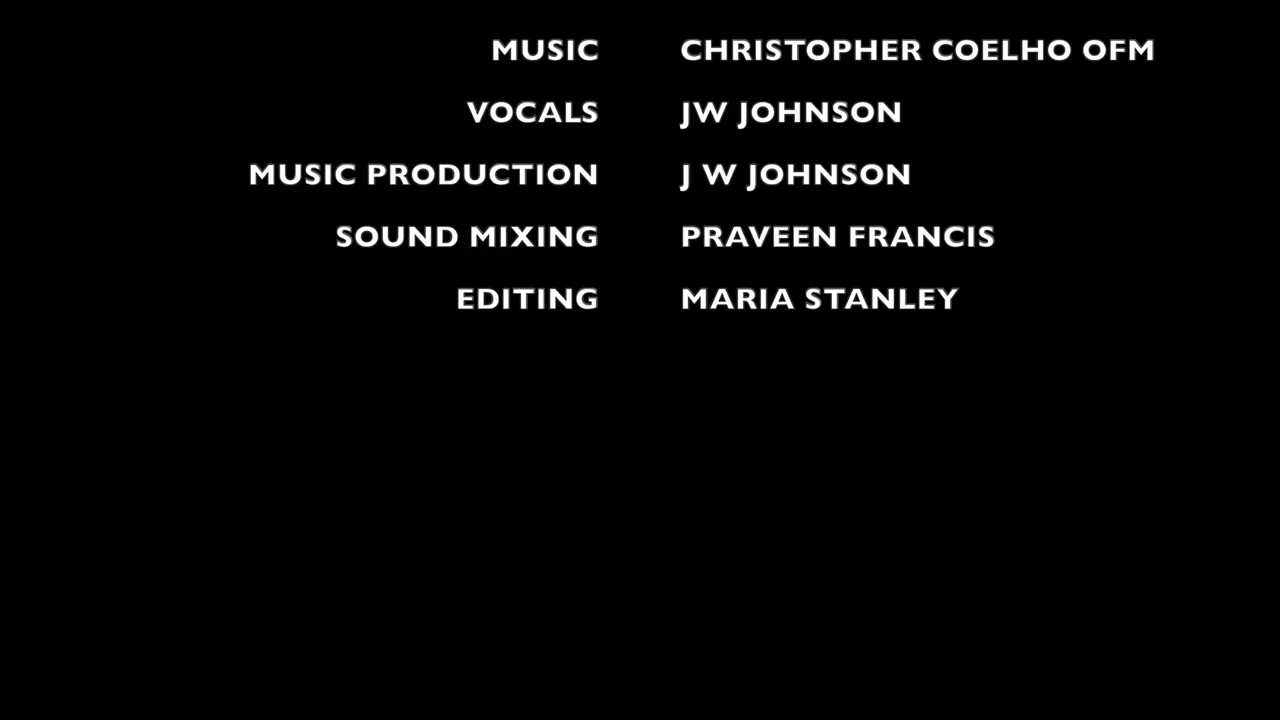 MUSIC CHRISTOPHER COELHO OFM
VOCALS JW JOHNSON
MUSIC PRODUCTION J W JOHNSON
SOUND MIXING PRAVEEN FRANCIS
EDITING MARIA STANLEY